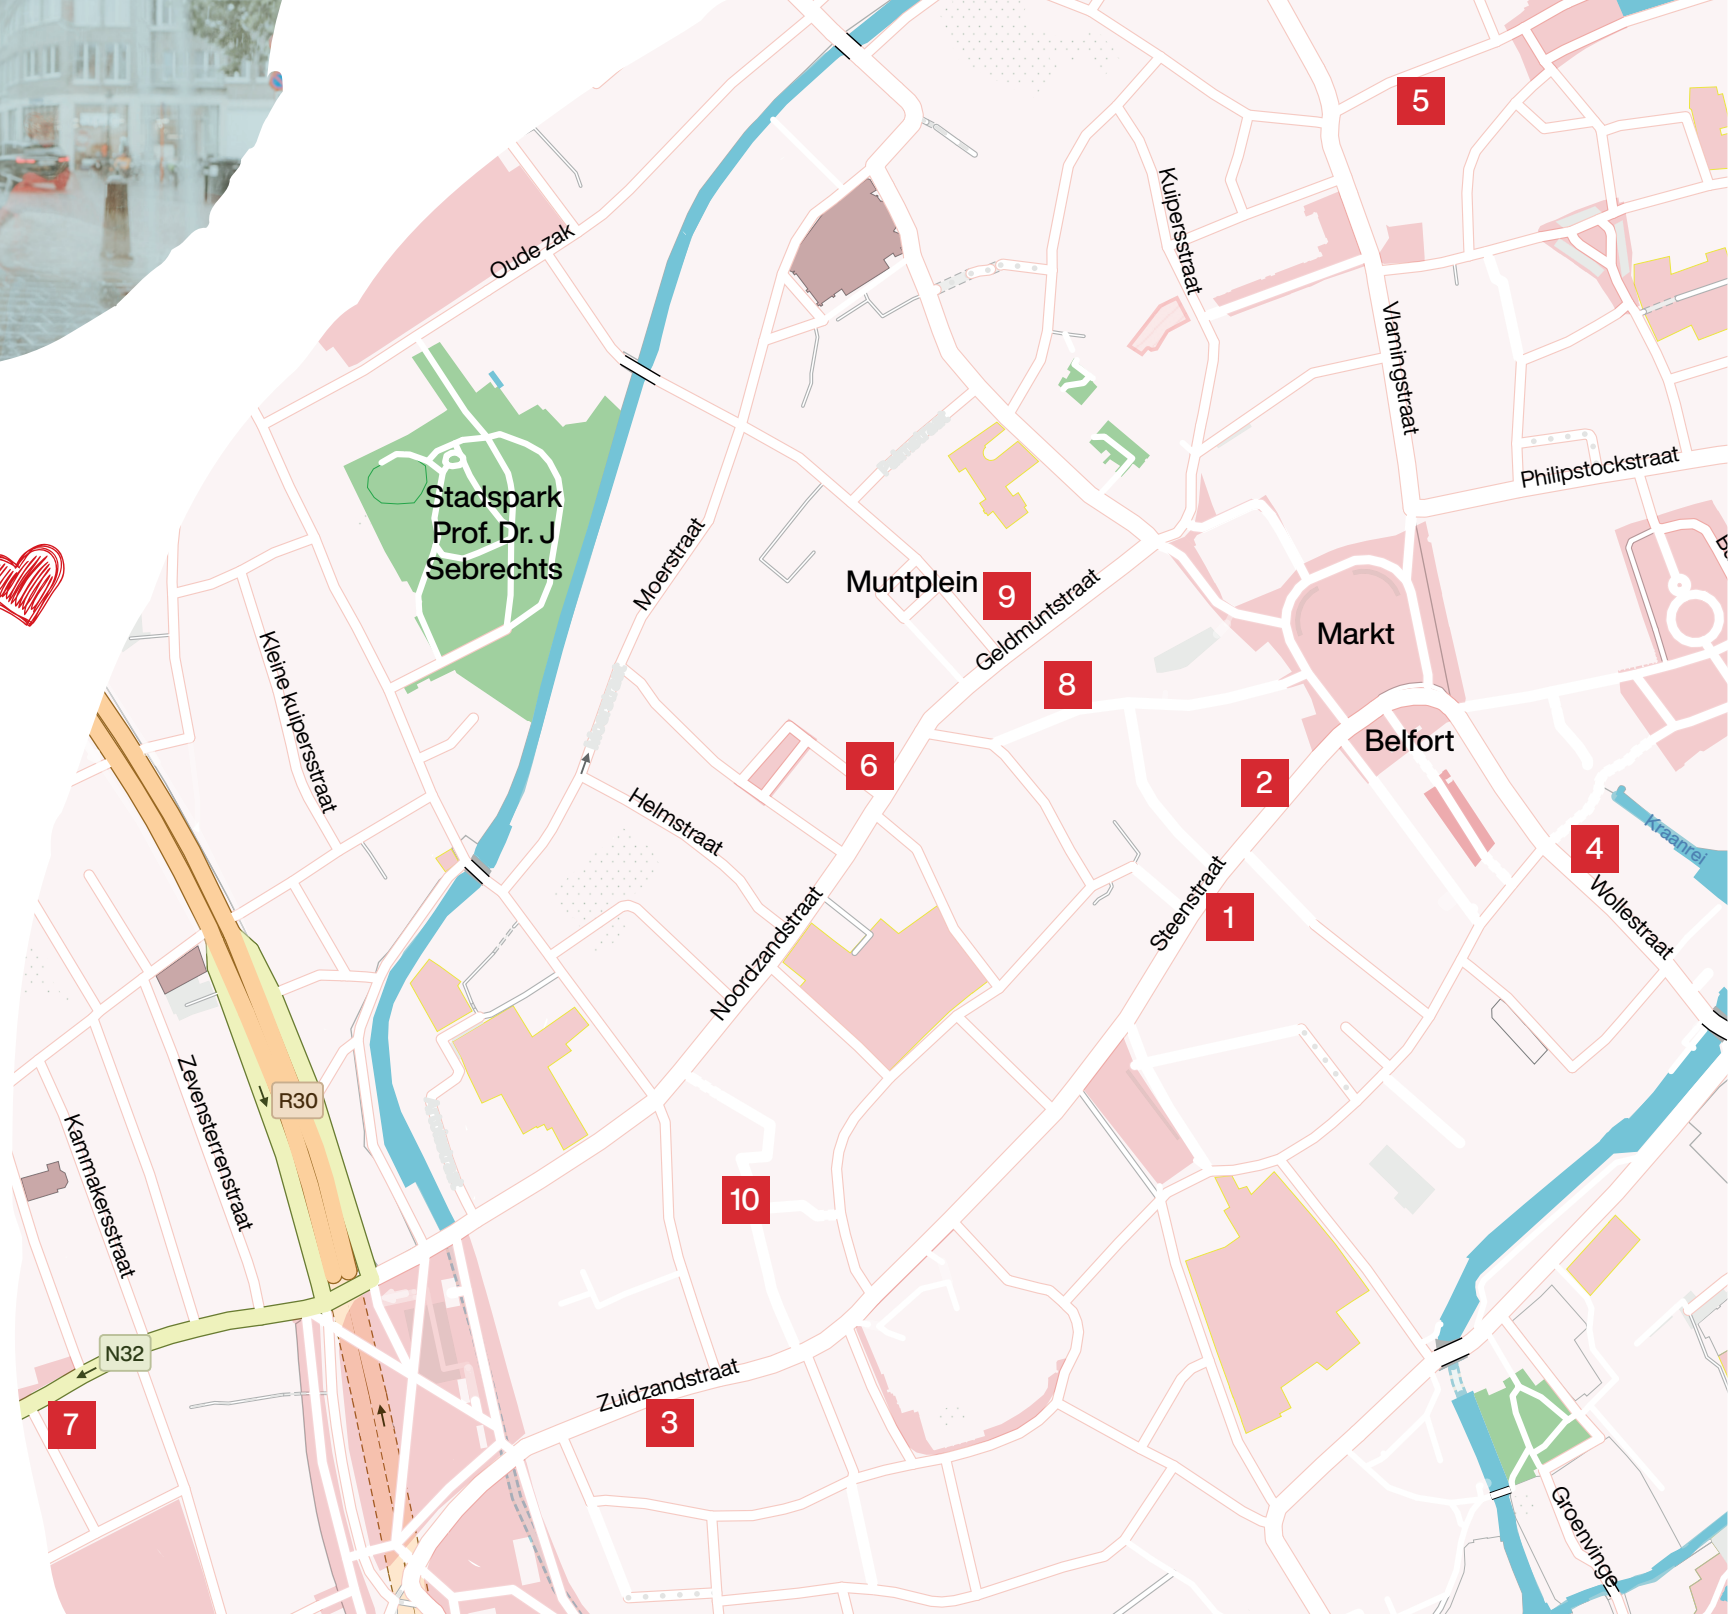 5
Kuipersstraat
Oude zak
Vlamingstraat
Philipstockstraat
Stadspark
Prof. Dr. J
Sebrechts
Moerstraat
Muntplein
9
Geldmuntstraat
Markt
8
Kleine kuipersstraat
Belfort
6
2
Helmstraat
Kraanrei
4
Wollestraat
Steenstraat
1
Noordzandstraat
Zevensterrenstraat
R30
Kammakersstraat
10
N32
Zuidzandstraat
3
7
Groenvinge